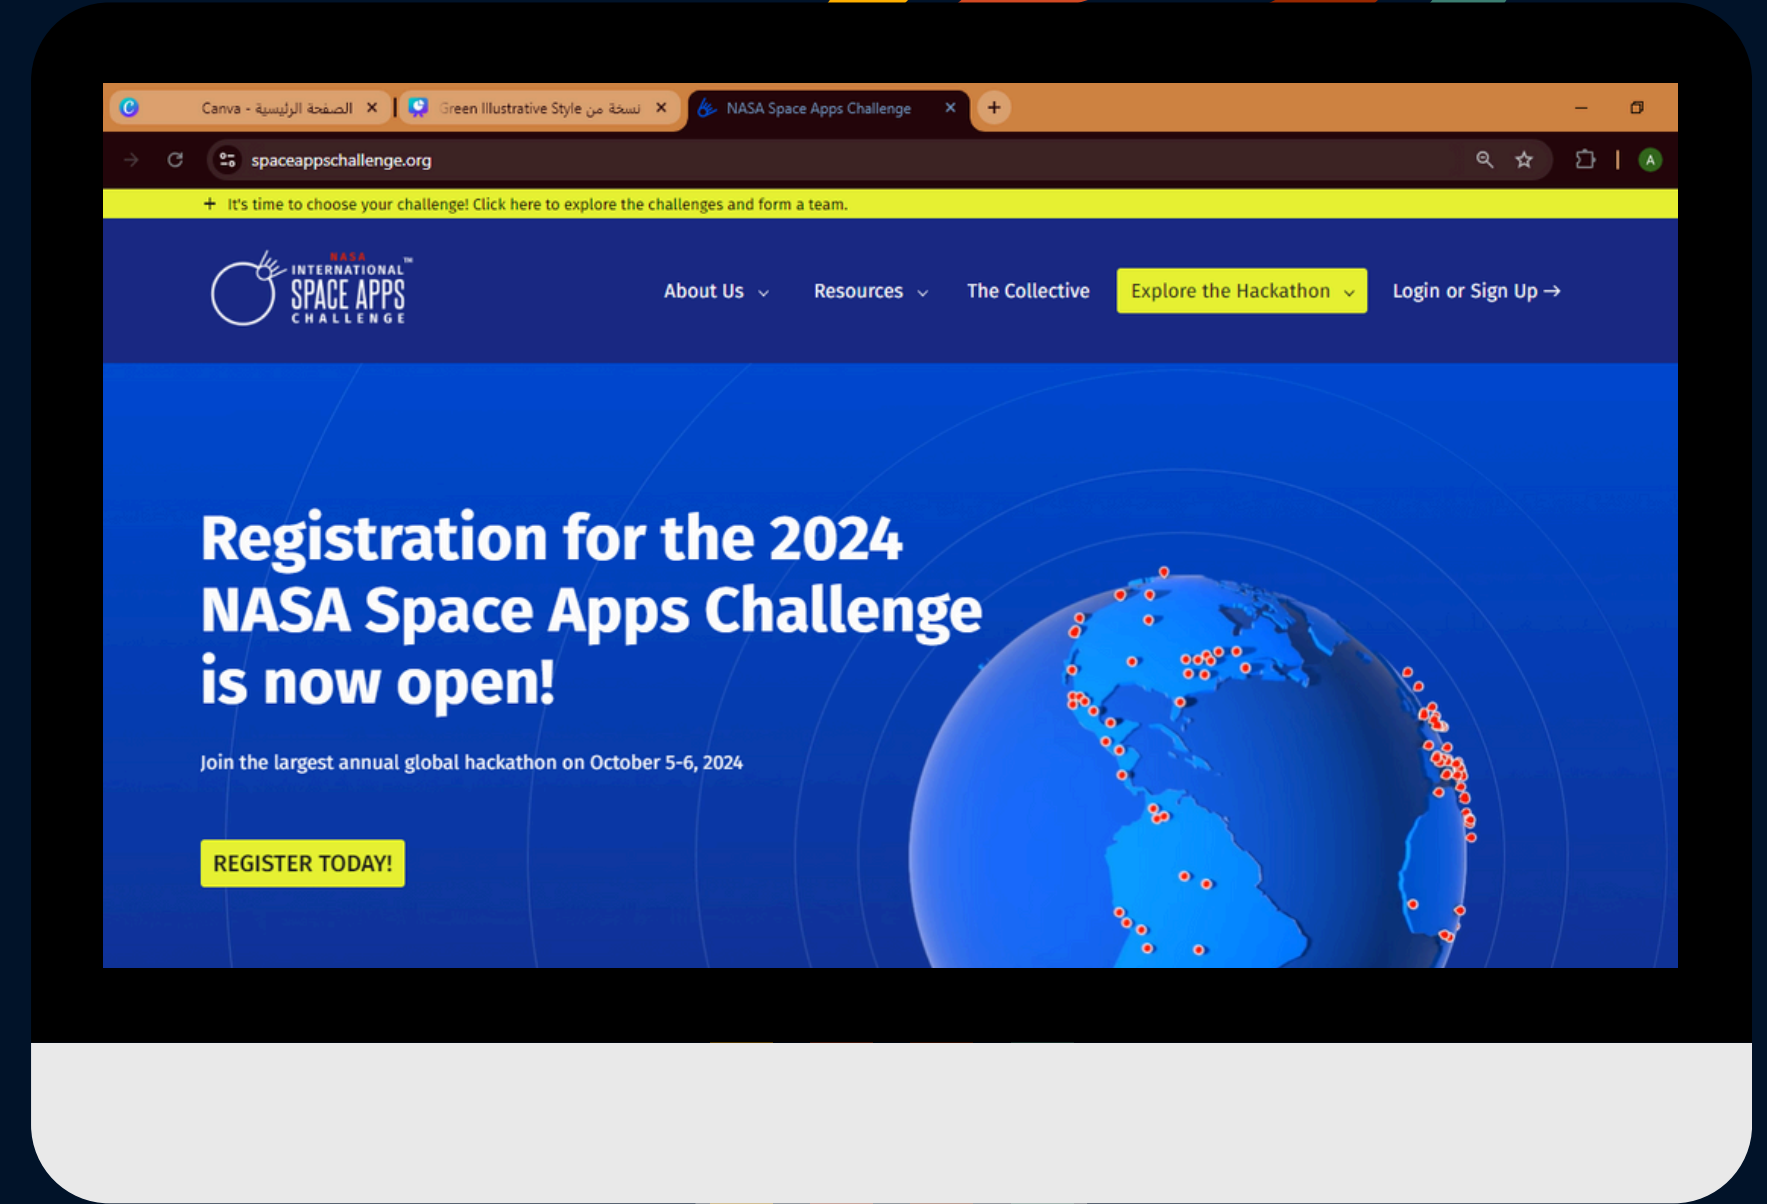 Canva - الصفحة الرئيسية
نسخة من Green Illustrative Style
NASA Space Apps Challenge
spaceappschallenge.org
A
It's time to choose your challenge! Click here to explore the challenges and form a team.
NASA
INTERNATIONAL™
SPACE APPS
CHALLENGE
About Us
Resources
The Collective
Explore the Hackathon
Login or Sign Up →
Registration for the 2024
NASA Space Apps Challenge
is now open!
Join the largest annual global hackathon on October 5-6, 2024
REGISTER TODAY!